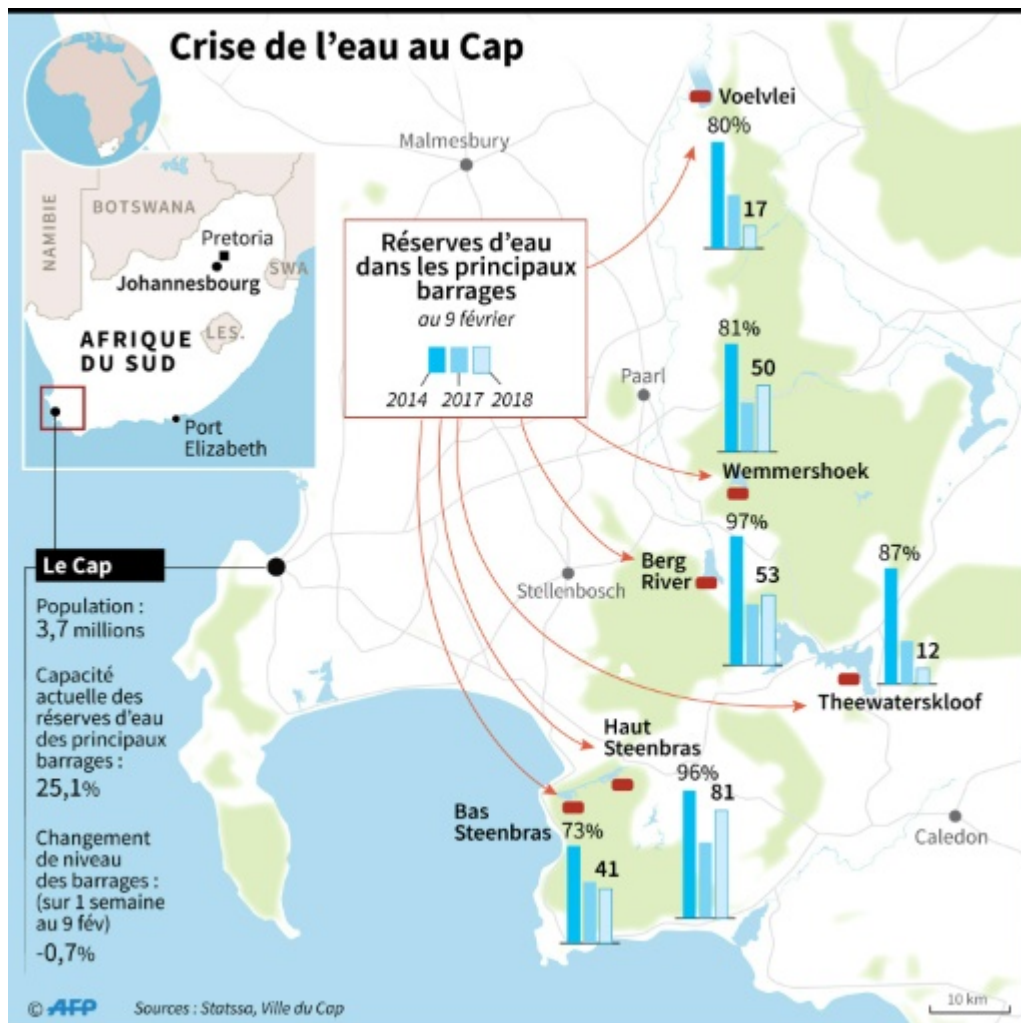 Crise de l'eau au Cap
NAMIBIE
BOTSWANA
Pretoria
Johannesbourg
SWA
LES.
AFRIQUE
DU SUD
Port
Elizabeth
Malmesbury
Réserves d'eau
dans les principaux
barrages
au 9 février
2014 2017 2018
Voelvlei
80%
17
81%
50
Paarl
Wemmershoek
97%
53
Berg
River
87%
12
Theewaterskloof
Stellenbosch
Haut
Steenbras
96%
81
Bas
Steenbras
73%
41
Caledon
Le Cap
Population :
3,7 millions
Capacité
actuelle des
réserves d'eau
des principaux
barrages :
25,1%
Changement
de niveau
des barrages :
(sur 1 semaine
au 9 fév)
-0,7%
© AFP
Sources : Statssa, Ville du Cap
10 km